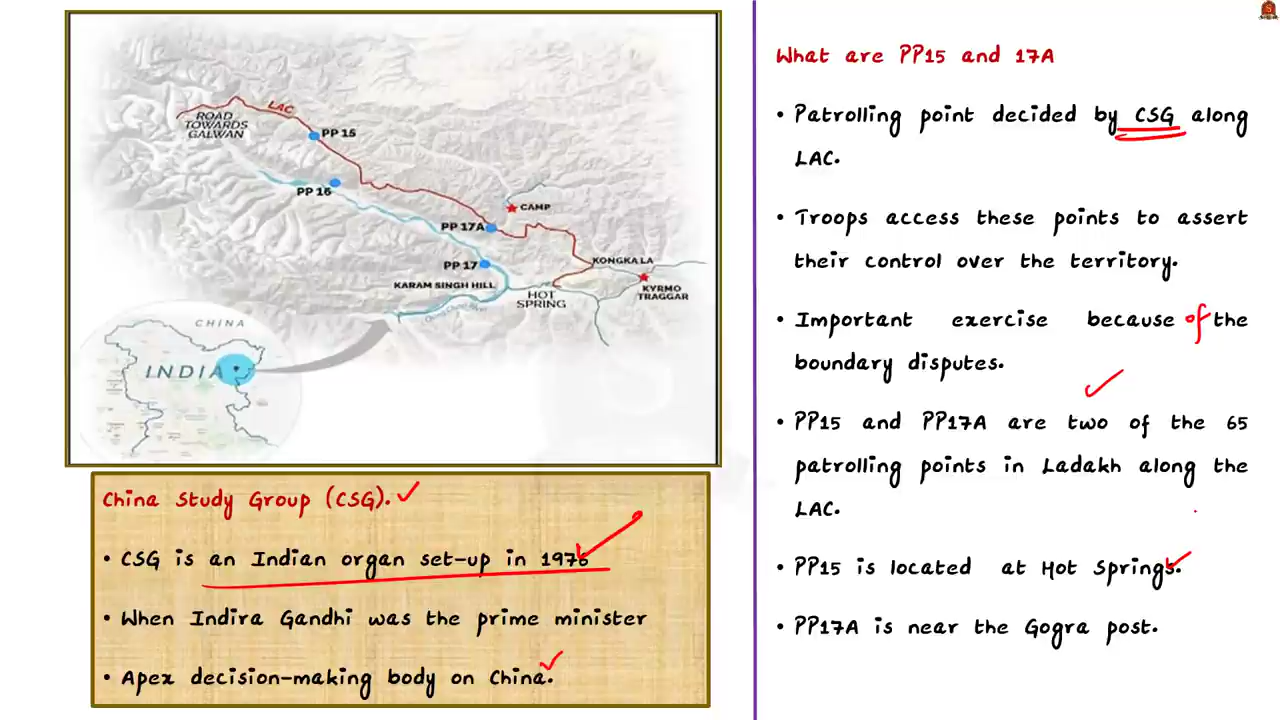 LAC
ROAD
TOWARDS
GALWAN
PP 15
PP 16
CAMP
PP 17A
PP 17
KONGKA LA
KARAM SINGH HILL
HOT
SPRING
KYRMO
TRAGGAR
CHINA
INDIA
China Study Group (CSG).
• CSG is an Indian organ set-up in 1976
• When Indira Gandhi was the prime minister
• Apex decision-making body on China.
What are PP15 and 17A
• Patrolling point decided by CSG along
LAC.
• Troops access these points to assert
their control over the territory.
• Important exercise because of the
boundary disputes.
• PP15 and PP17A are two of the 65
patrolling points in Ladakh along the
LAC.
• PP15 is located at Hot Springs.
• PP17A is near the Gogra post.